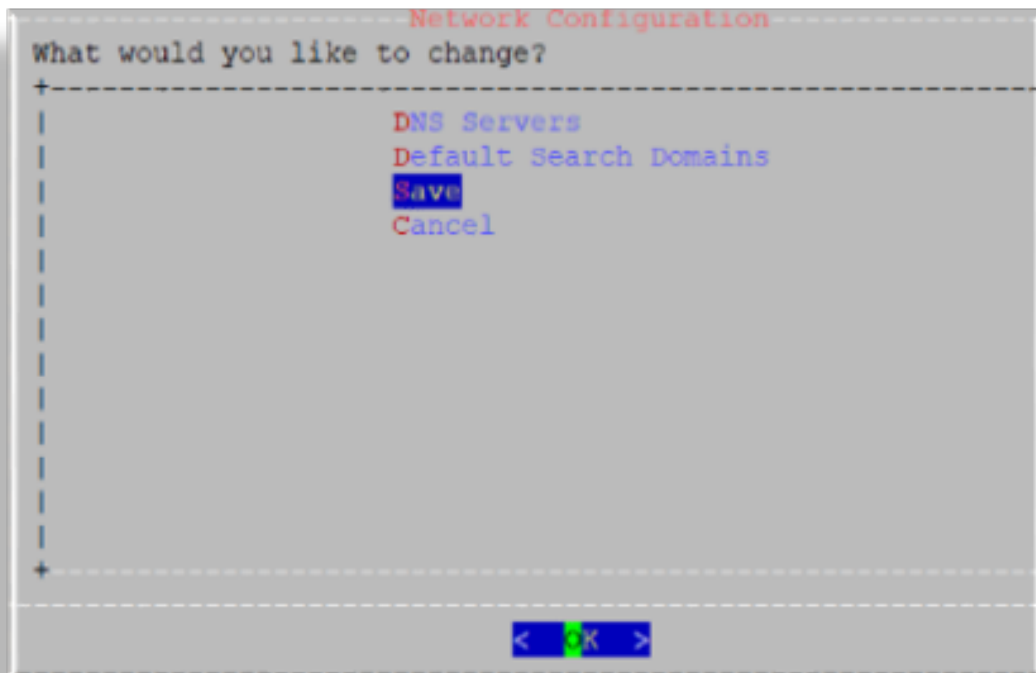 Network Configuration
What would you like to change?
DNS Servers
Default Search Domains
Save
Cancel
< OK >